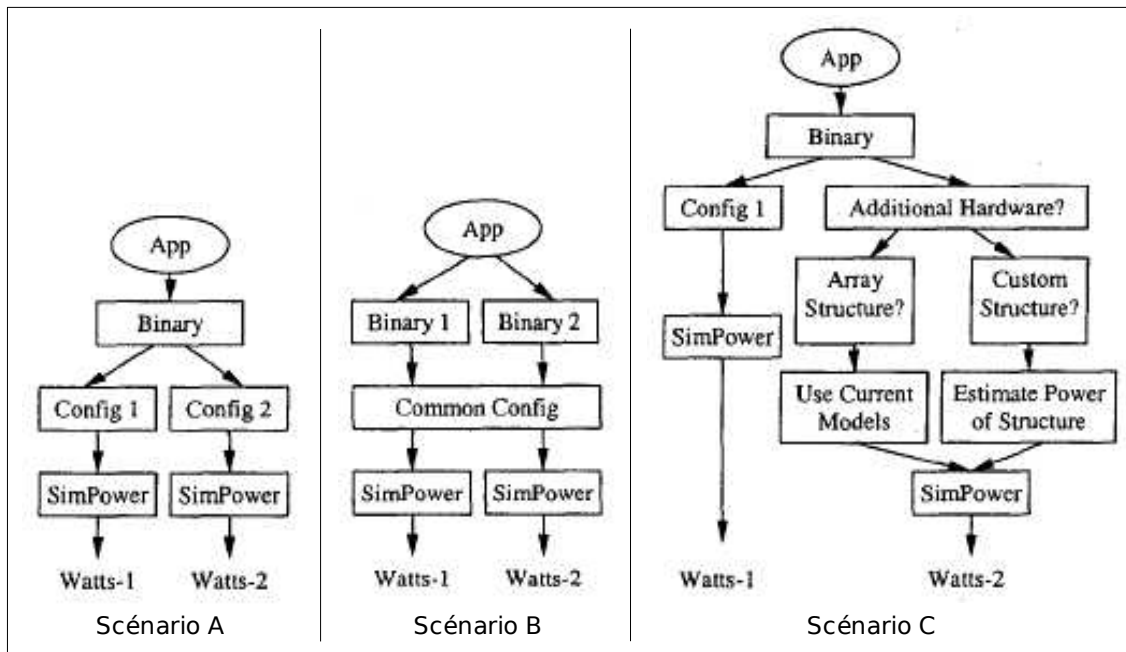 App
Binary
Config 1
Config 2
SimPower
SimPower
Watts-1
Watts-2
Scénario A
App
Binary 1
Binary 2
Common Config
SimPower
SimPower
Watts-1
Watts-2
Scénario B
App
Binary
Config 1
Additional Hardware?
Array
Structure?
Custom
Structure?
SimPower
Use Current
Models
Estimate Power
of Structure
SimPower
Watts-1
Watts-2
Scénario C